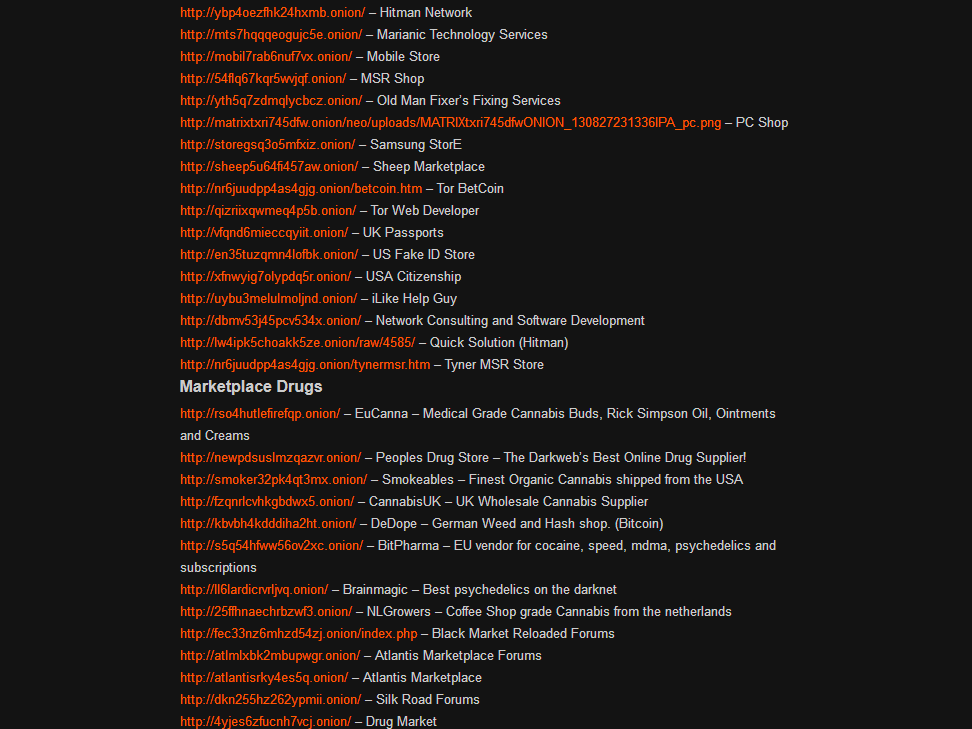 http://ybp4oezfhk24hxmb.onion/ – Hitman Network
http://mts7hqqqeogujc5e.onion/ – Marianic Technology Services
http://mobil7rab6nuf7vx.onion/ – Mobile Store
http://54flq67kqr5wvjqf.onion/ – MSR Shop
http://yth5q7zdmqlycbcz.onion/ – Old Man Fixer's Fixing Services
http://matrixtxri745dfw.onion/neo/uploads/MATRIXtxri745dfwONION_130827231336IPA_pc.png – PC Shop
http://storegsq3o5mfxiz.onion/ – Samsung StorE
http://sheep5u64fi457aw.onion/ – Sheep Marketplace
http://nr6juudpp4as4gjg.onion/betcoin.htm – Tor BetCoin
http://qizriixqwmeq4p5b.onion/ – Tor Web Developer
http://vfqnd6mieccqyiit.onion/ – UK Passports
http://en35tuzqmn4lofbk.onion/ – US Fake ID Store
http://xfnwyig7olypdq5r.onion/ – USA Citizenship
http://uybu3melulmoljnd.onion/ – iLike Help Guy
http://dbmv53j45pcv534x.onion/ – Network Consulting and Software Development
http://lw4ipk5choakk5ze.onion/raw/4585/ – Quick Solution (Hitman)
http://nr6juudpp4as4gjg.onion/tynermsr.htm – Tyner MSR Store
Marketplace Drugs
http://rso4hutlefirefqp.onion/ – EuCanna – Medical Grade Cannabis Buds, Rick Simpson Oil, Ointments
and Creams
http://newpdsuslmzqazvr.onion/ – Peoples Drug Store – The Darkweb's Best Online Drug Supplier!
http://smoker32pk4qt3mx.onion/ – Smokeables – Finest Organic Cannabis shipped from the USA
http://fzqnrlcvhkgbdwx5.onion/ – CannabisUK – UK Wholesale Cannabis Supplier
http://kbvbh4kdddiha2ht.onion/ – DeDope – German Weed and Hash shop. (Bitcoin)
http://s5q54hfww56ov2xc.onion/ – BitPharma – EU vendor for cocaine, speed, mdma, psychedelics and
subscriptions
http://ll6lardicrvrljvq.onion/ – Brainmagic – Best psychedelics on the darknet
http://25ffhnaechrbzwf3.onion/ – NLGrowers – Coffee Shop grade Cannabis from the netherlands
http://fec33nz6mhzd54zj.onion/index.php – Black Market Reloaded Forums
http://atlmlxbk2mbupwgr.onion/ – Atlantis Marketplace Forums
http://atlantisrky4es5q.onion/ – Atlantis Marketplace
http://dkn255hz262ypmii.onion/ – Silk Road Forums
http://4yjes6zfucnh7vcj.onion/ – Drug Market